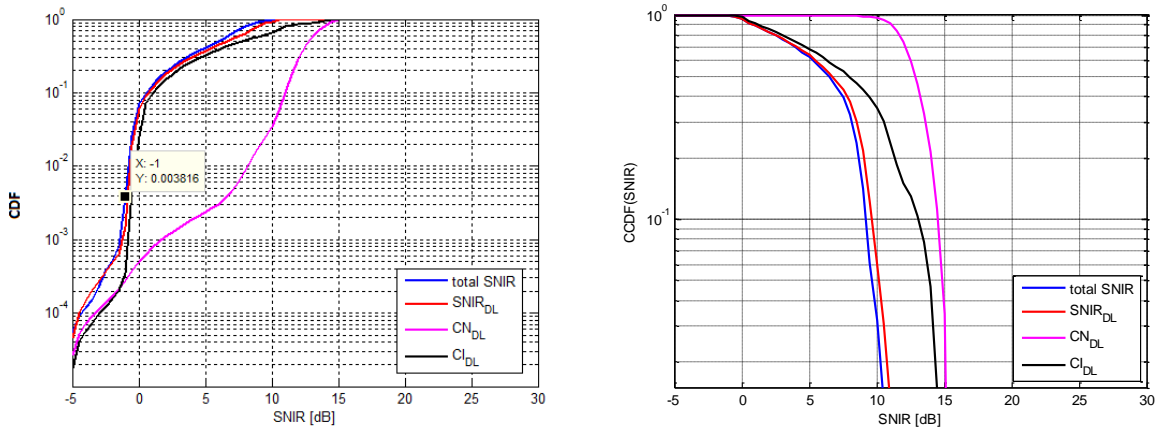 10^0
10^-1
10^-2
10^-3
10^-4
CDF
X: -1
Y: 0.003816
total SNIR
SNIR_DL
CN_DL
CI_DL
-5 0 5 10 15 20 25 30
SNIR [dB]
10^0
10^-1
CCDF(SNIR)
total SNIR
SNIR_DL
CN_DL
CI_DL
-5 0 5 10 15 20 25 30
SNIR [dB]